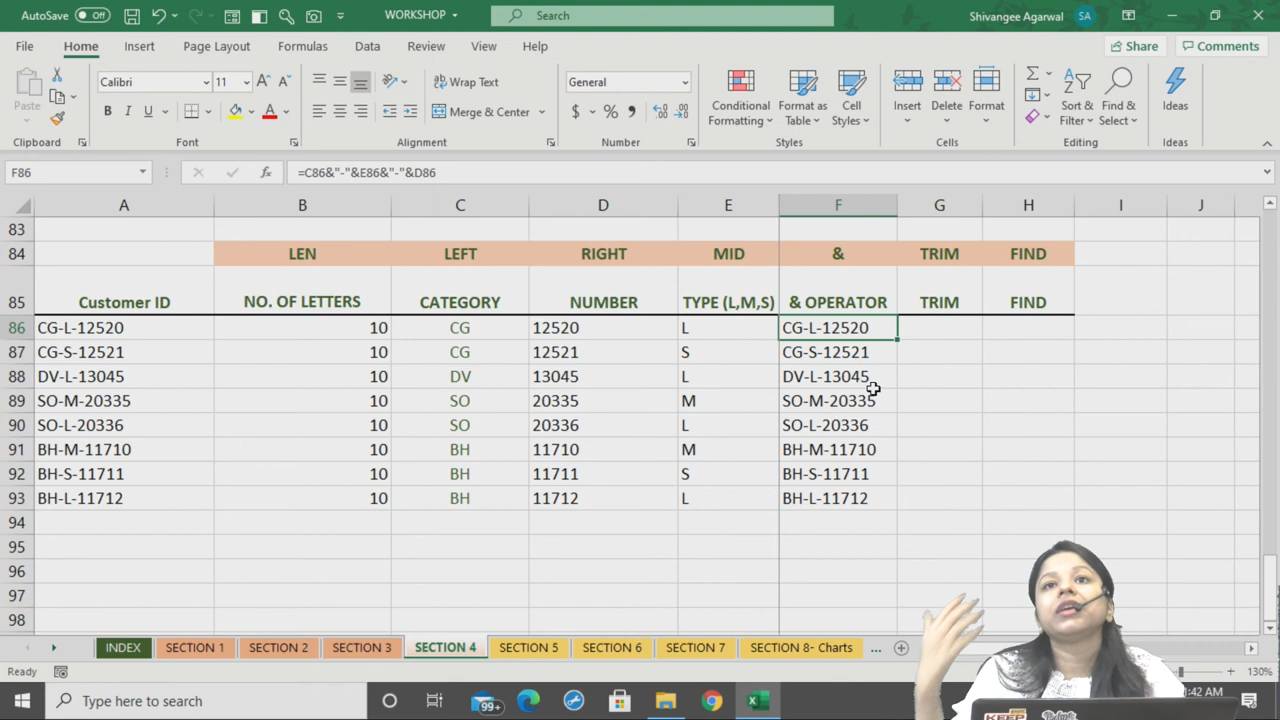 AutoSave Off WORKSHOP Search Shivangee Agarwal SA
File Home Insert Page Layout Formulas Data Review View Help Share Comments
Paste Calibri 11 Wrap Text General Conditional Formatting Format as Table Cell Styles Insert Delete Format Sort & Filter Find & Select Ideas
B I U Merge & Center $ %
Clipboard Font Alignment Number Styles Cells Editing Ideas
F86 fx =C86&"-"&E86&"-"&D86
A B C D E F G H I J
83
84 LEN LEFT RIGHT MID & TRIM FIND
85 Customer ID NO. OF LETTERS CATEGORY NUMBER TYPE (L,M,S) & OPERATOR TRIM FIND
86 CG-L-12520 10 CG 12520 L CG-L-12520
87 CG-S-12521 10 CG 12521 S CG-S-12521
88 DV-L-13045 10 DV 13045 L DV-L-13045
89 SO-M-20335 10 SO 20335 M SO-M-20335
90 SO-L-20336 10 SO 20336 L SO-L-20336
91 BH-M-11710 10 BH 11710 M BH-M-11710
92 BH-S-11711 10 BH 11711 S BH-S-11711
93 BH-L-11712 10 BH 11712 L BH-L-11712
94
95
96
97
98
INDEX SECTION 1 SECTION 2 SECTION 3 SECTION 4 SECTION 5 SECTION 6 SECTION 7 SECTION 8- Charts ...
Ready 130%
Type here to search 99+ :42 AM
KEEP